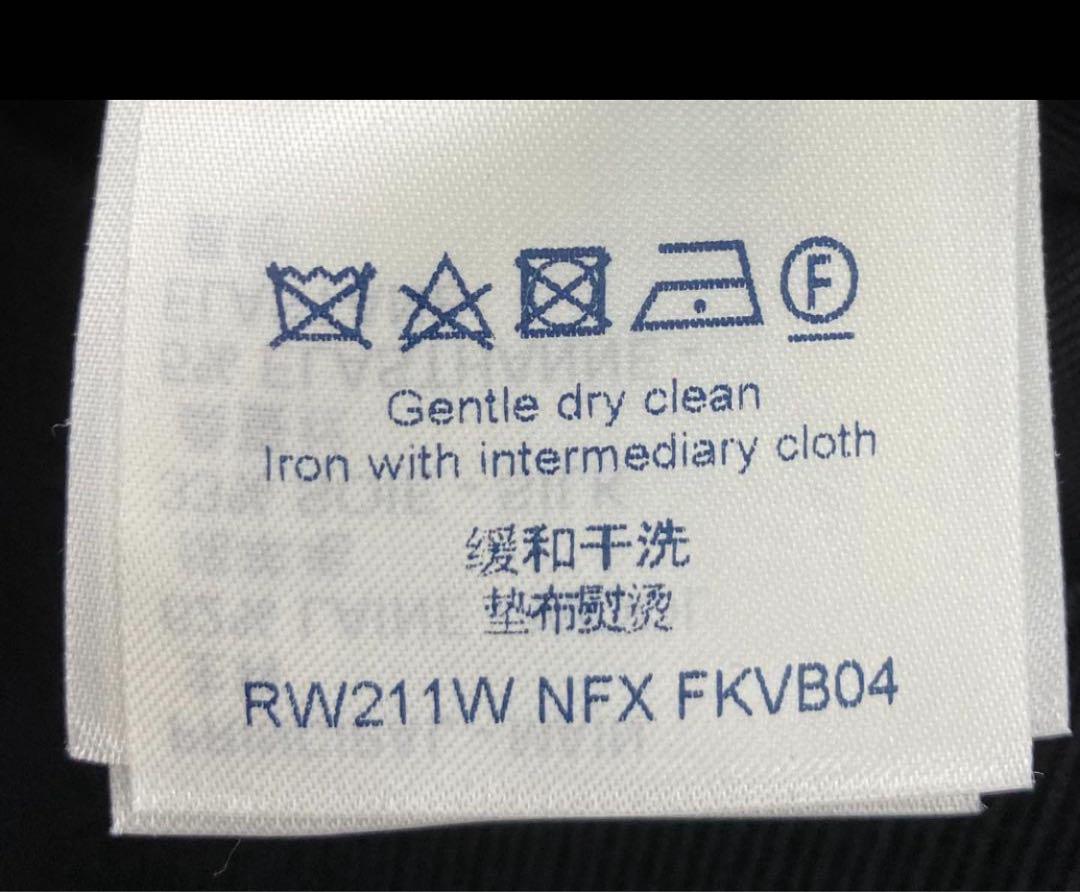 F
Gentle dry clean
Iron with intermediary cloth
缓和干洗
垫布熨烫
RW211W NFX FKVB04